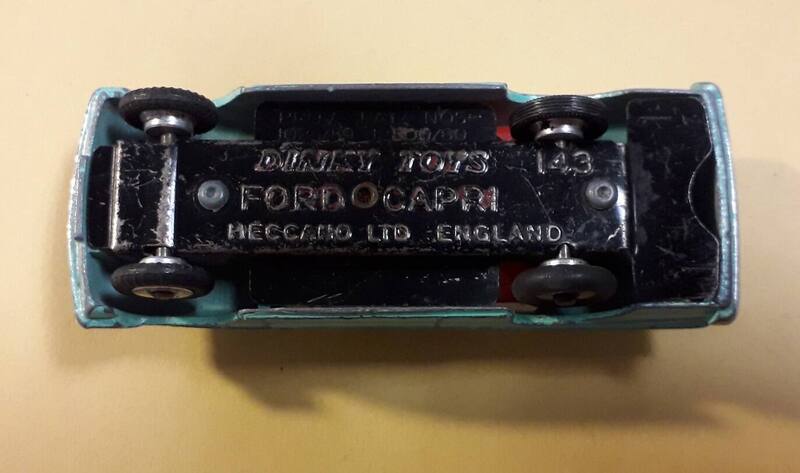 DINKY TOYS 143
FORD CAPRI
MECCANO LTD ENGLAND